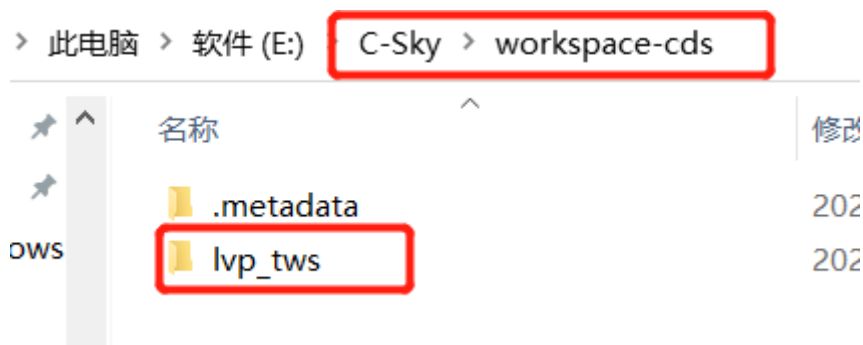 > 此电脑 > 软件 (E:) > C-Sky > workspace-cds
名称 修改
.metadata 202
ows
lvp_tws 202